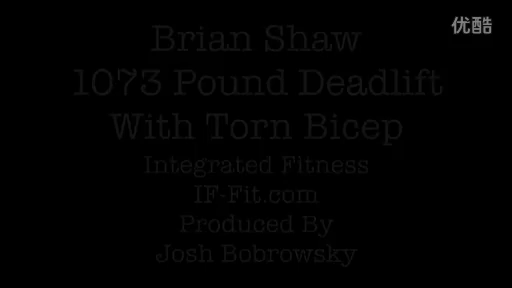 优酷
Brian Shaw
1073 Pound Deadlift
With Torn Bicep
Integrated Fitness
IF-Fit.com
Produced By
Josh Bobrowsky